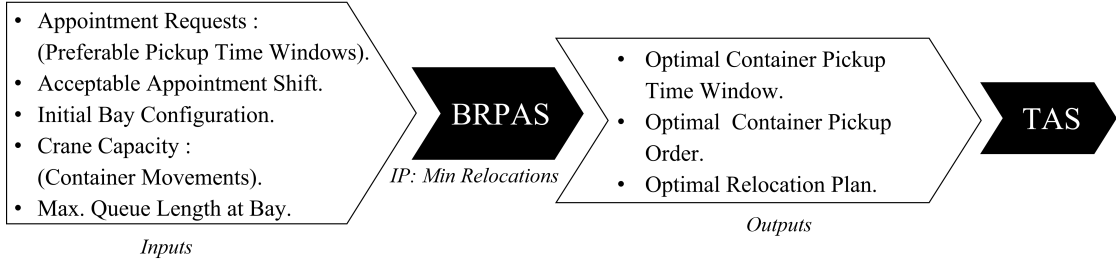 • Appointment Requests :
(Preferable Pickup Time Windows).
• Acceptable Appointment Shift.
• Initial Bay Configuration.
• Crane Capacity :
(Container Movements).
• Max. Queue Length at Bay.
Inputs
BRPAS
IP: Min Relocations
• Optimal Container Pickup
Time Window.
• Optimal Container Pickup
Order.
• Optimal Relocation Plan.
Outputs
TAS